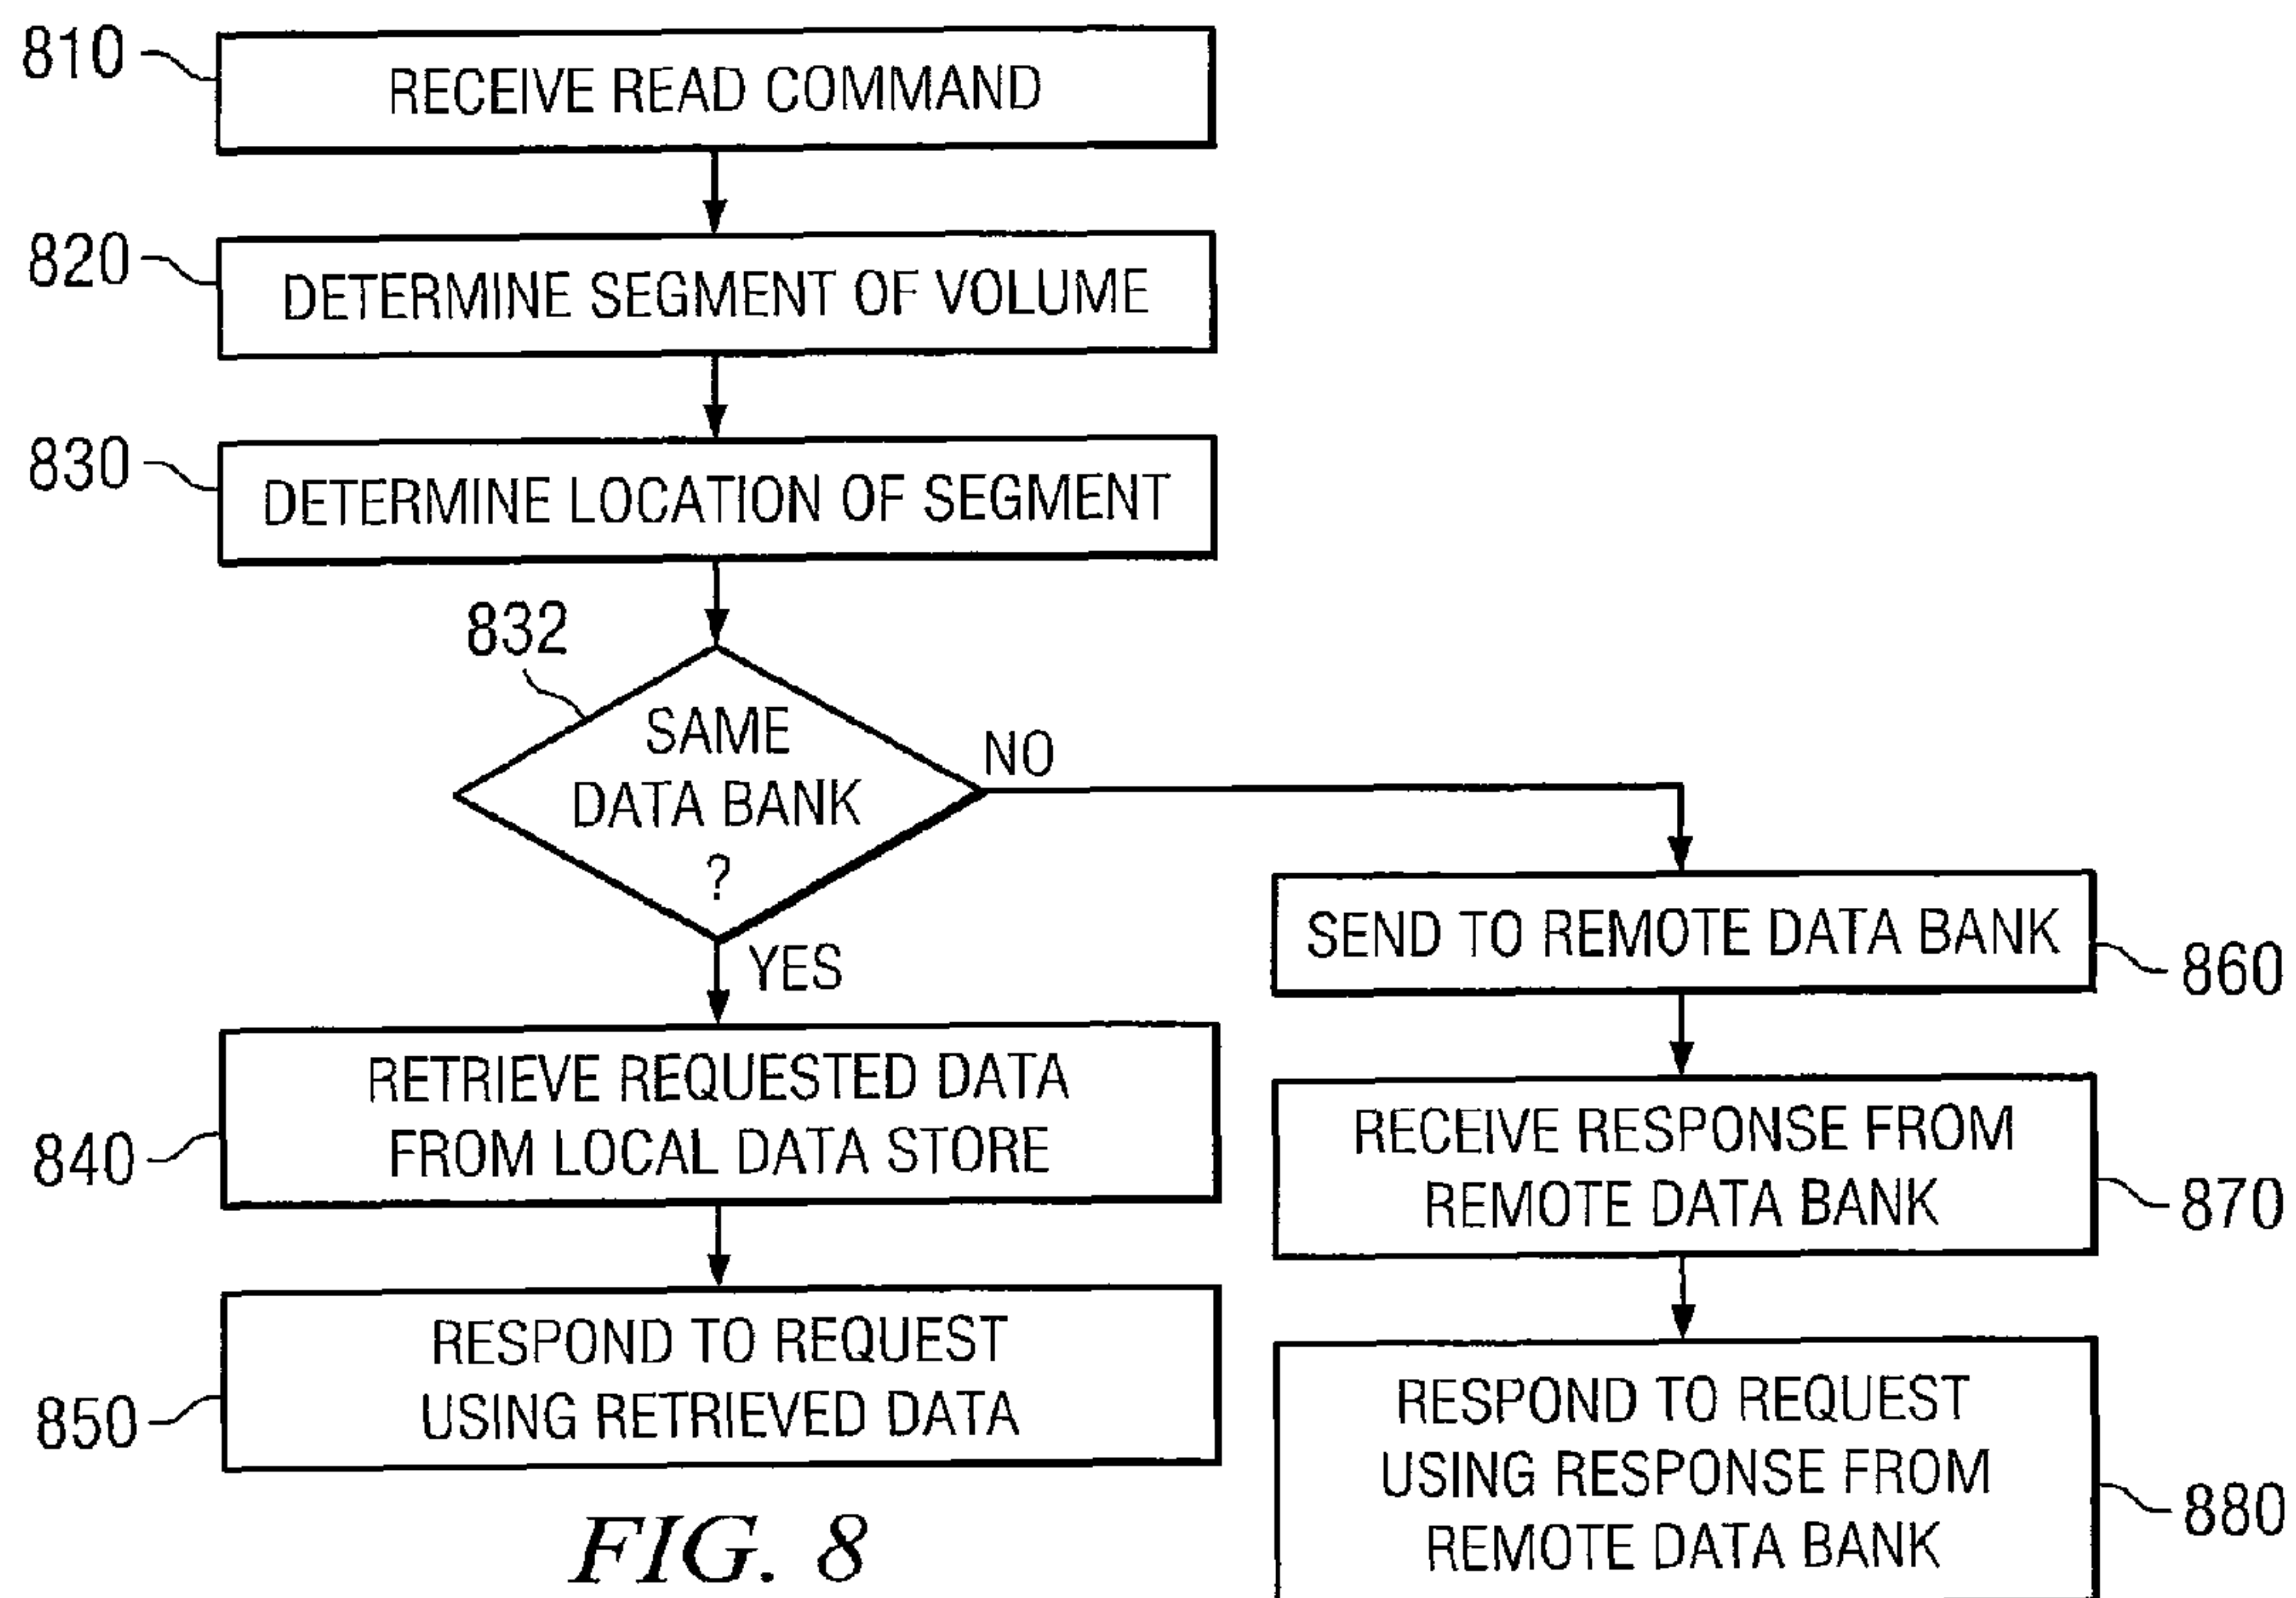 810
RECEIVE READ COMMAND
820
DETERMINE SEGMENT OF VOLUME
830
DETERMINE LOCATION OF SEGMENT
832
SAME
DATA BANK
?
NO
YES
840
RETRIEVE REQUESTED DATA
FROM LOCAL DATA STORE
850
RESPOND TO REQUEST
USING RETRIEVED DATA
SEND TO REMOTE DATA BANK
860
RECEIVE RESPONSE FROM
REMOTE DATA BANK
870
RESPOND TO REQUEST
USING RESPONSE FROM
REMOTE DATA BANK
880
FIG. 8